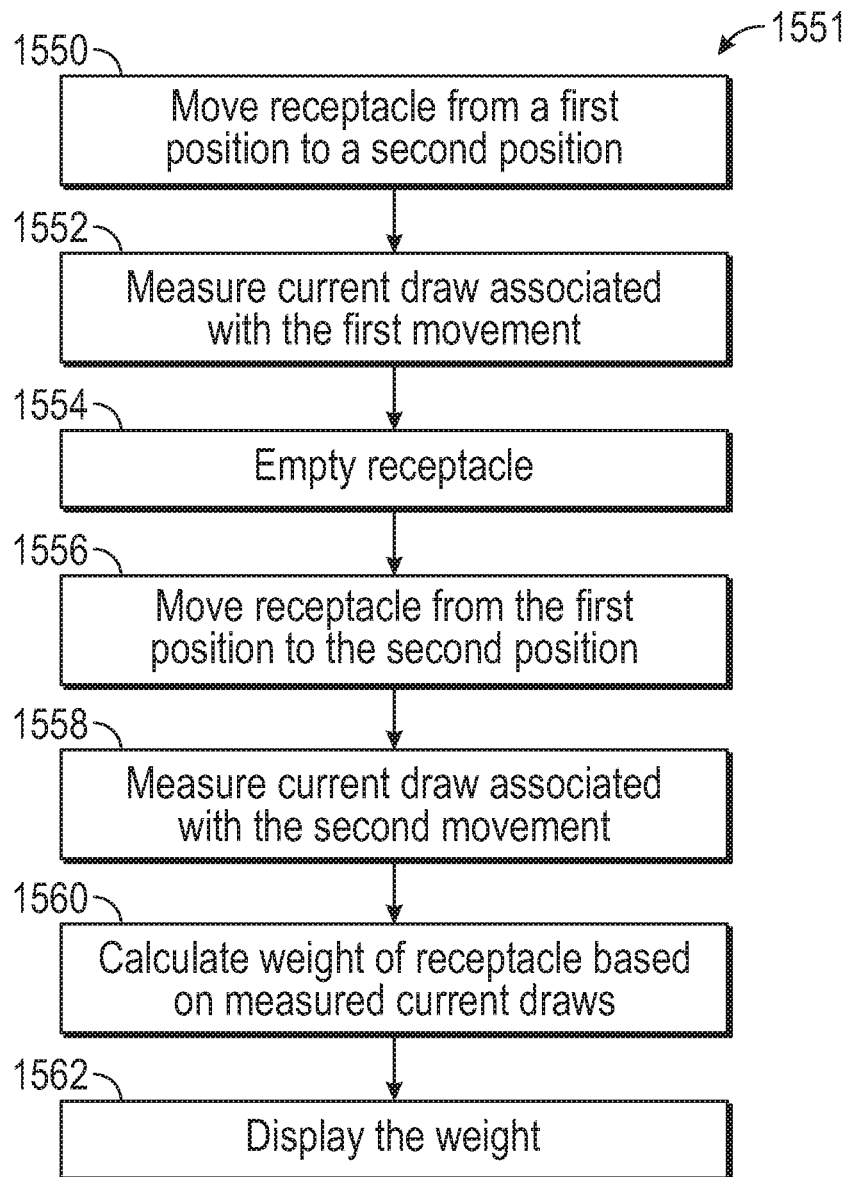 1551
1550
Move receptacle from a first
position to a second position
1552
Measure current draw associated
with the first movement
1554
Empty receptacle
1556
Move receptacle from the first
position to the second position
1558
Measure current draw associated
with the second movement
1560
Calculate weight of receptacle based
on measured current draws
1562
Display the weight